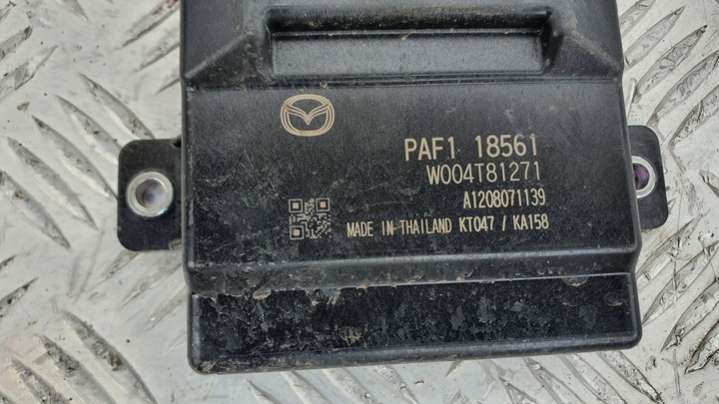 PAF1 18561
W004T81271
A1208071139
MADE IN THAILAND KT047 / KA158